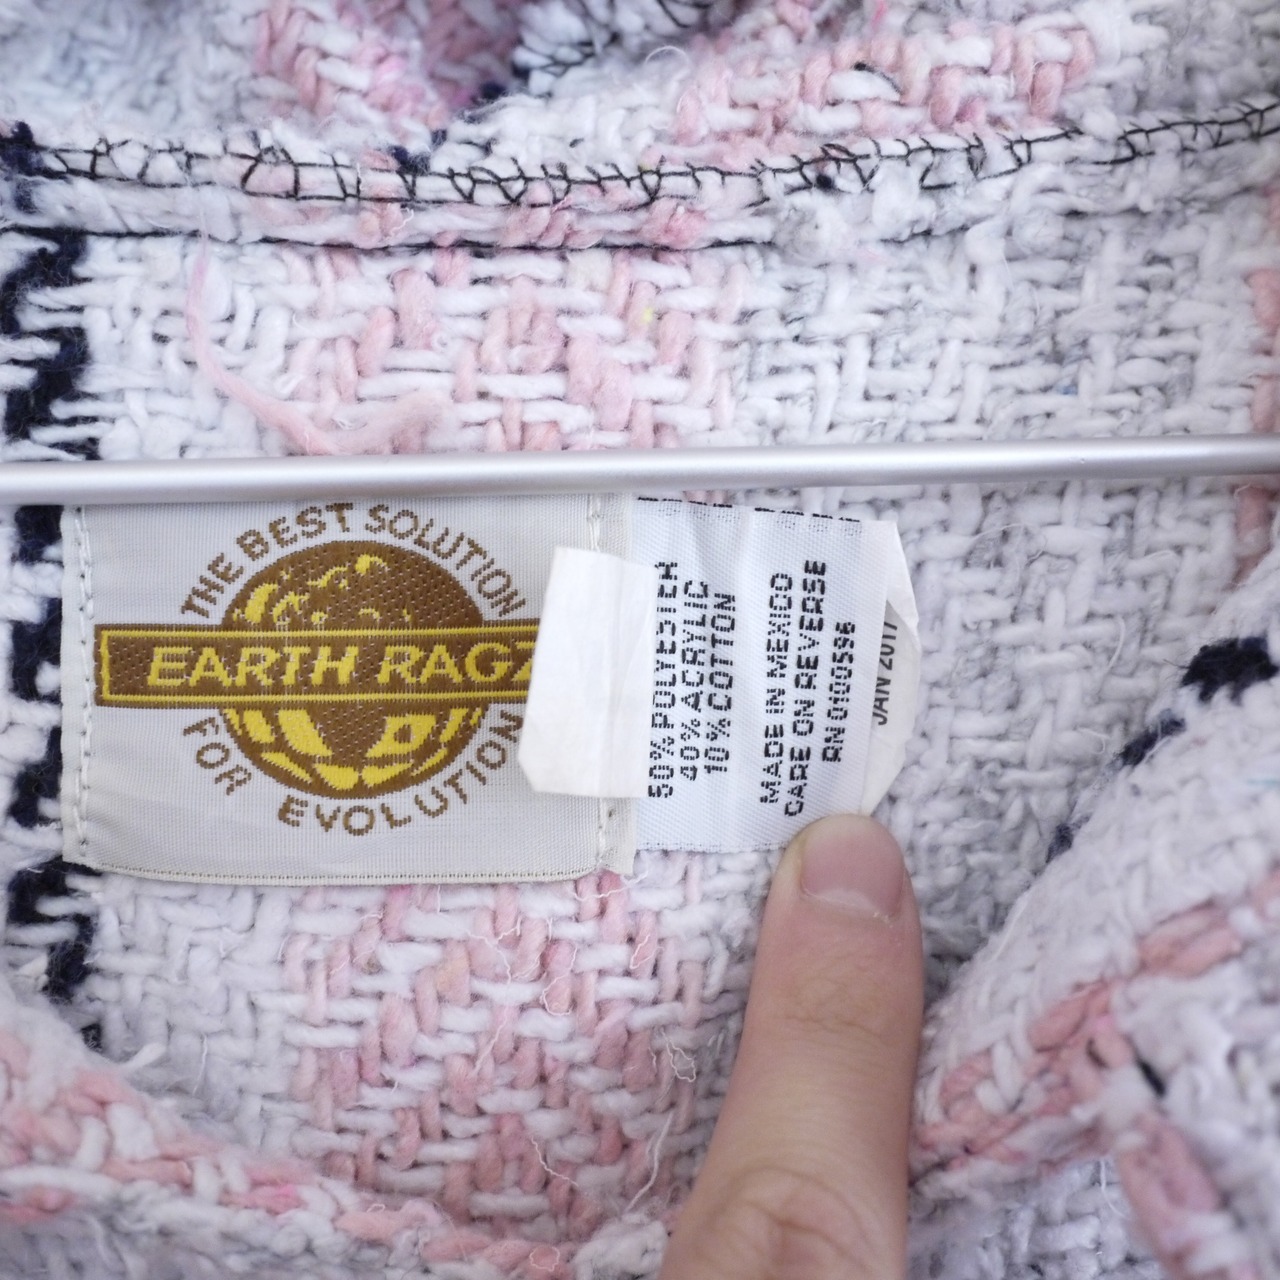 THE BEST SOLUTION
EARTH RAGZ
FOR EVOLUTION
50% POLYESTER
40% ACRYLIC
10% COTTON
MADE IN MEXICO
CARE ON REVERSE
RN 0100596
JAN 2017